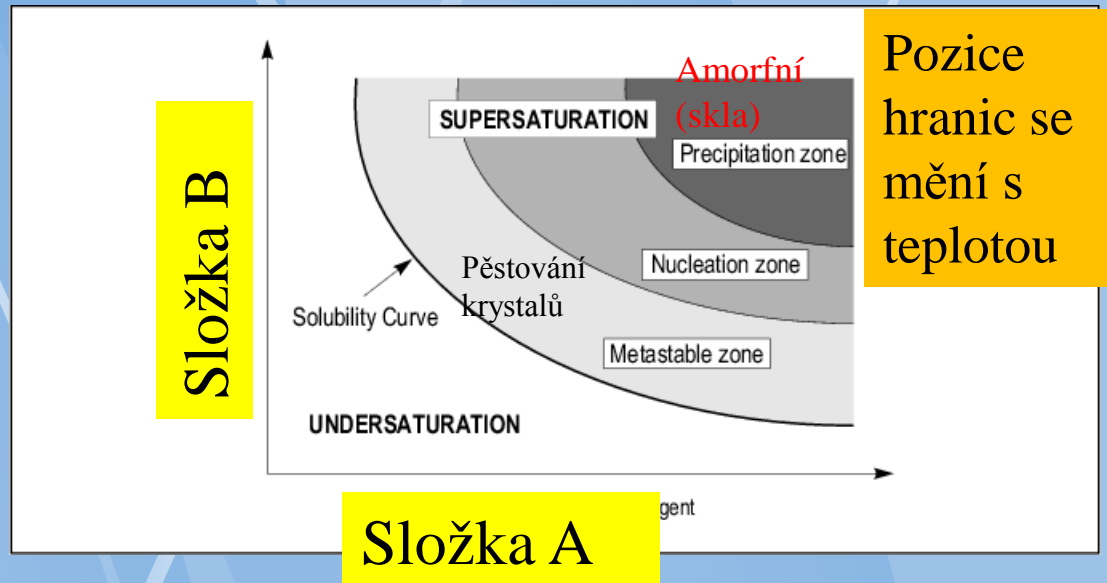 Amorfní
(skla)
Pozice
hranic se
mění s
teplotou
SUPERSATURATION
Precipitation zone
Složka B
Pěstování
krystalů
Nucleation zone
Solubility Curve
Metastable zone
UNDERSATURATION
Složka A
gent